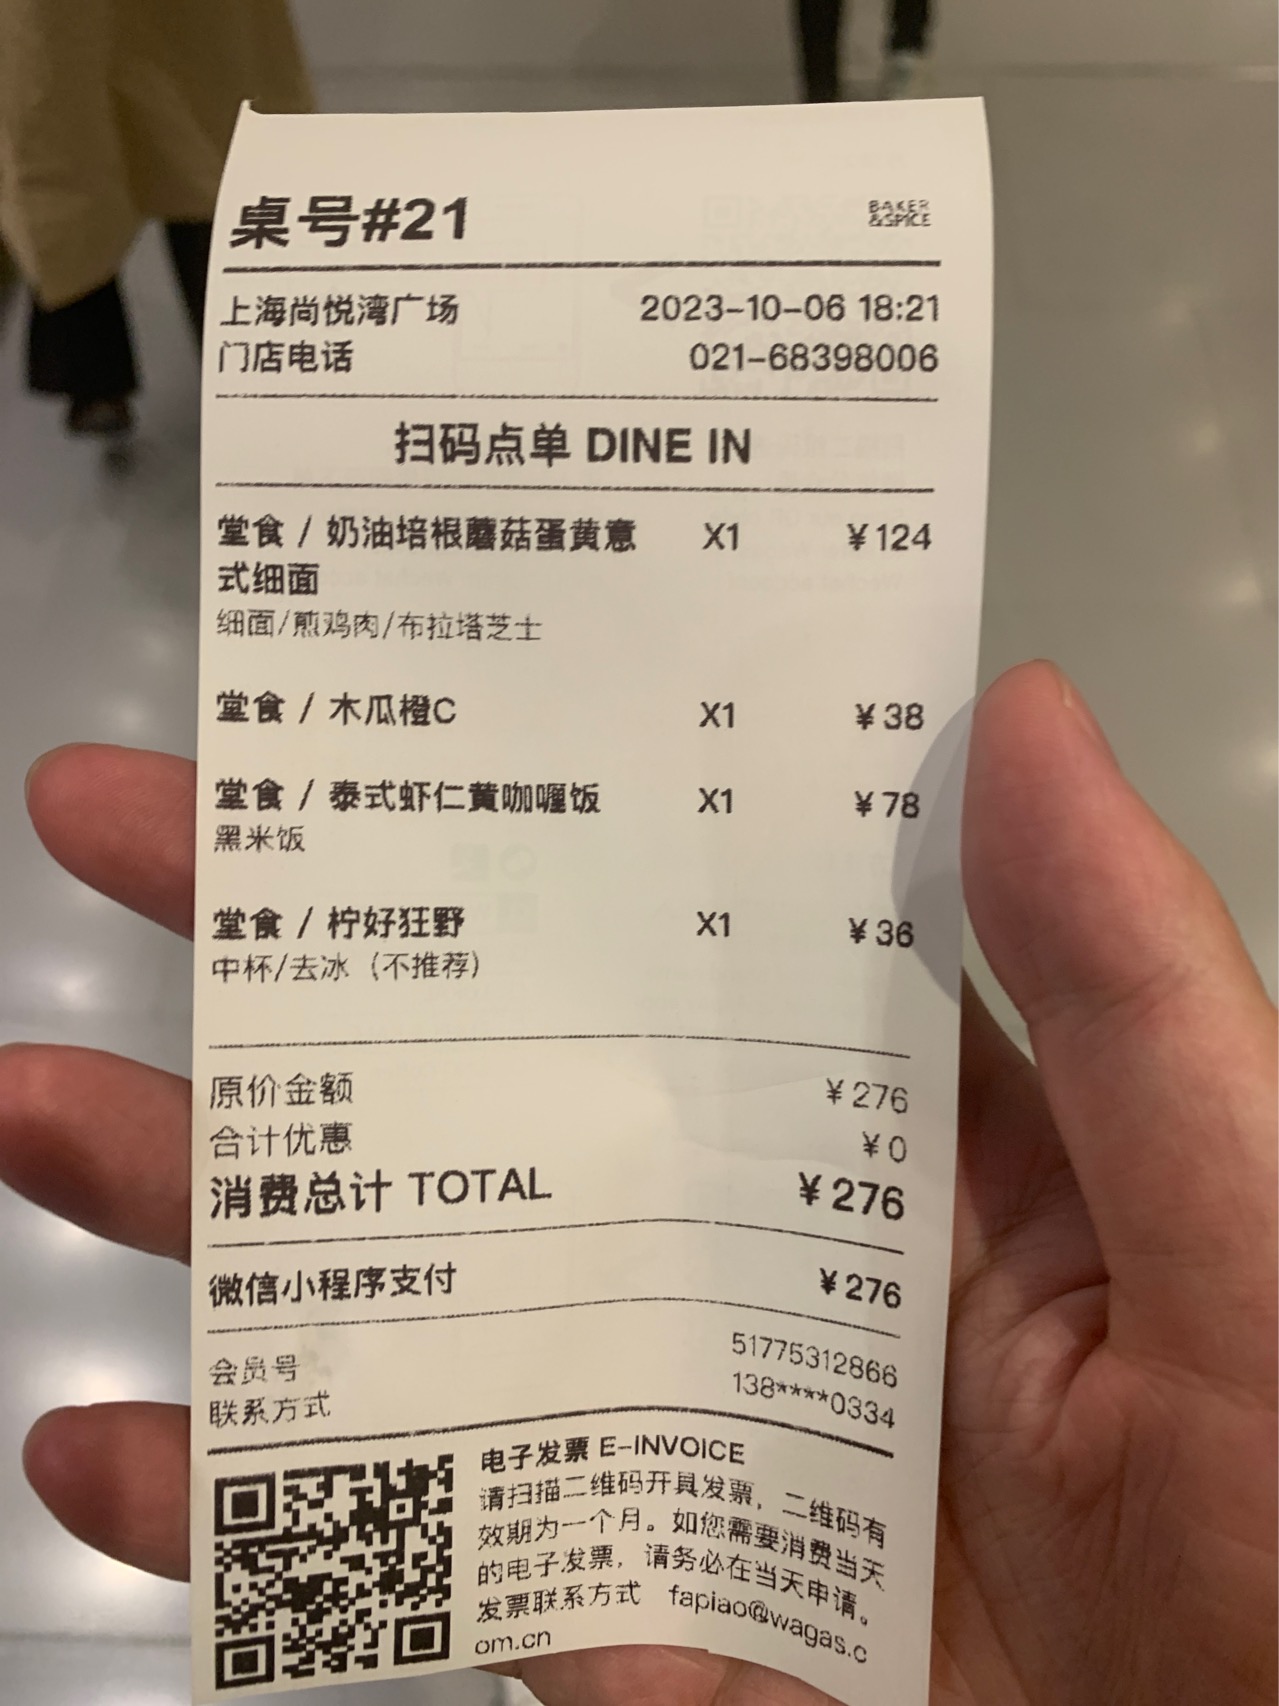 桌号#21
BAKER
&SPICE
上海尚悦湾广场 2023-10-06 18:21
门店电话 021-68398006
扫码点单 DINE IN
堂食 / 奶油培根蘑菇蛋黄意 X1 ¥124
式细面
细面/煎鸡肉/布拉塔芝士
堂食 / 木瓜橙C X1 ¥38
堂食 / 泰式虾仁黄咖喱饭 X1 ¥78
黑米饭
堂食 / 柠好狂野 X1 ¥36
中杯/去冰（不推荐）
原价金额 ¥276
合计优惠 ¥0
消费总计 TOTAL ¥276
微信小程序支付 ¥276
会员号 51775312866
联系方式 138****0334
电子发票 E-INVOICE
请扫描二维码开具发票，二维码有
效期为一个月。如您需要消费当天
的电子发票，请务必在当天申请。
发票联系方式 fapiao@wagas.c
om.cn